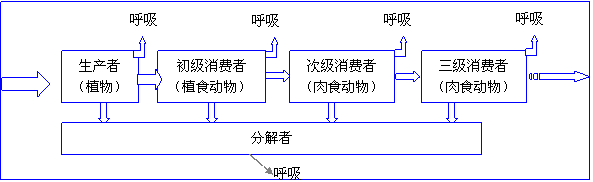 呼吸 呼吸 呼吸 呼吸
生产者 初级消费者 次级消费者 三级消费者
(植物) (植食动物) (肉食动物) (肉食动物)
分解者
呼吸